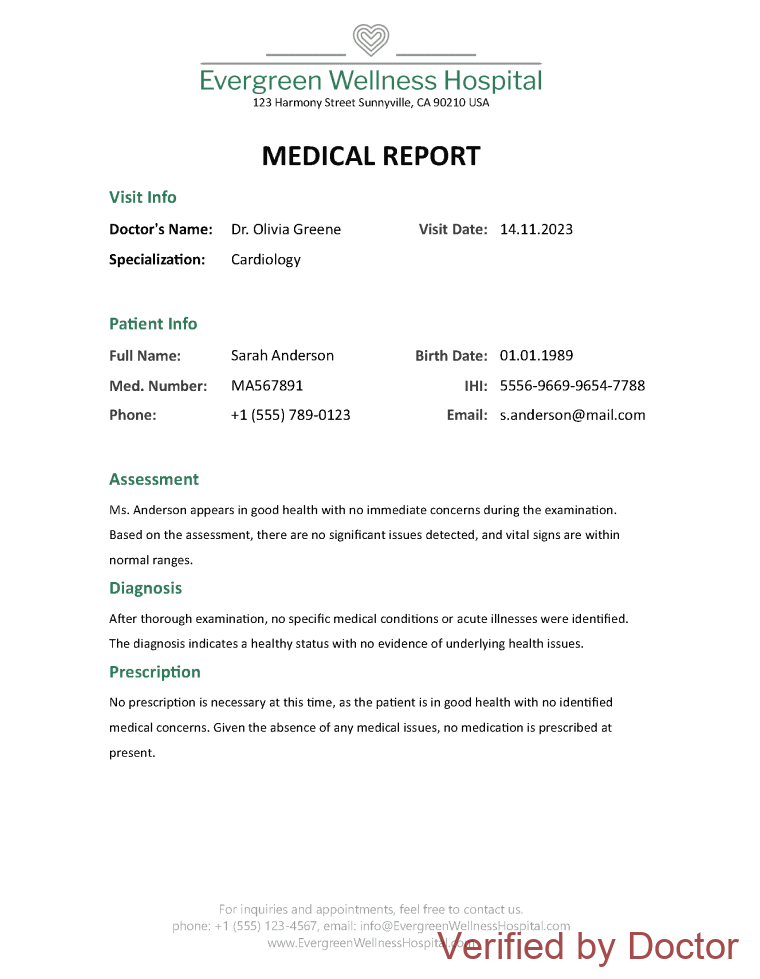 Evergreen Wellness Hospital
123 Harmony Street Sunnyville, CA 90210 USA
MEDICAL REPORT
Visit Info
Doctor's Name: Dr. Olivia Greene Visit Date: 14.11.2023
Specialization: Cardiology
Patient Info
Full Name: Sarah Anderson Birth Date: 01.01.1989
Med. Number: MA567891 IHI: 5556-9669-9654-7788
Phone: +1 (555) 789-0123 Email: s.anderson@mail.com
Assessment
Ms. Anderson appears in good health with no immediate concerns during the examination.
Based on the assessment, there are no significant issues detected, and vital signs are within
normal ranges.
Diagnosis
After thorough examination, no specific medical conditions or acute illnesses were identified.
The diagnosis indicates a healthy status with no evidence of underlying health issues.
Prescription
No prescription is necessary at this time, as the patient is in good health with no identified
medical concerns. Given the absence of any medical issues, no medication is prescribed at
present.
For inquiries and appointments, feel free to contact us.
phone: +1 (555) 123-4567, email: info@EvergreenWellnessHospital.com
www.EvergreenWellnessHospital.com
Verified by Doctor